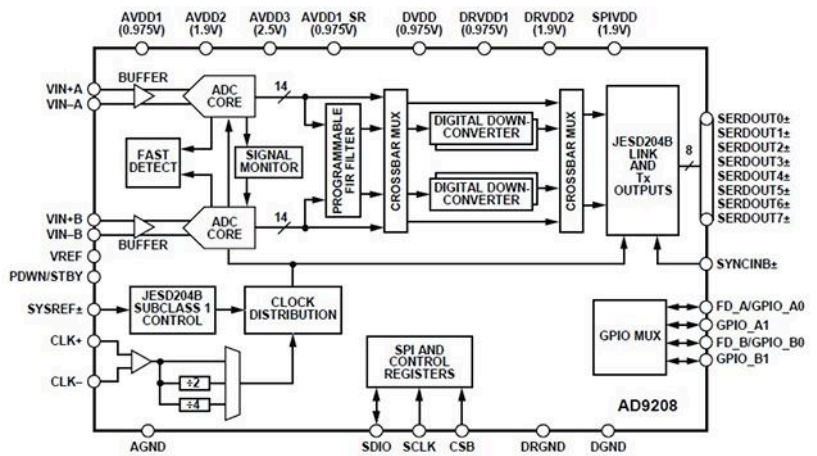 AVDD1 AVDD2 AVDD3 AVDD1_SR DVDD DRVDD1 DRVDD2 SPIVDD
(0.975V) (1.9V) (2.5V) (0.975V) (0.975V) (0.975V) (1.9V) (1.9V)
BUFFER
VIN+A
VIN–A
ADC
CORE
14
FAST
DETECT
SIGNAL
MONITOR
PROGRAMMABLE
FIR FILTER
CROSSBAR MUX
DIGITAL DOWN-
CONVERTER
DIGITAL DOWN-
CONVERTER
CROSSBAR MUX
JESD204B
LINK
AND
Tx
OUTPUTS
8
SERDOUT0±
SERDOUT1±
SERDOUT2±
SERDOUT3±
SERDOUT4±
SERDOUT5±
SERDOUT6±
SERDOUT7±
VIN+B
VIN–B
BUFFER
ADC
CORE
14
VREF
PDWN/STBY
SYSREF±
JESD204B
SUBCLASS 1
CONTROL
CLOCK
DISTRIBUTION
SYNCINB±
CLK+
CLK–
÷2
÷4
SPI AND
CONTROL
REGISTERS
GPIO MUX
FD_A/GPIO_A0
GPIO_A1
FD_B/GPIO_B0
GPIO_B1
AD9208
AGND SDIO SCLK CSB DRGND DGND